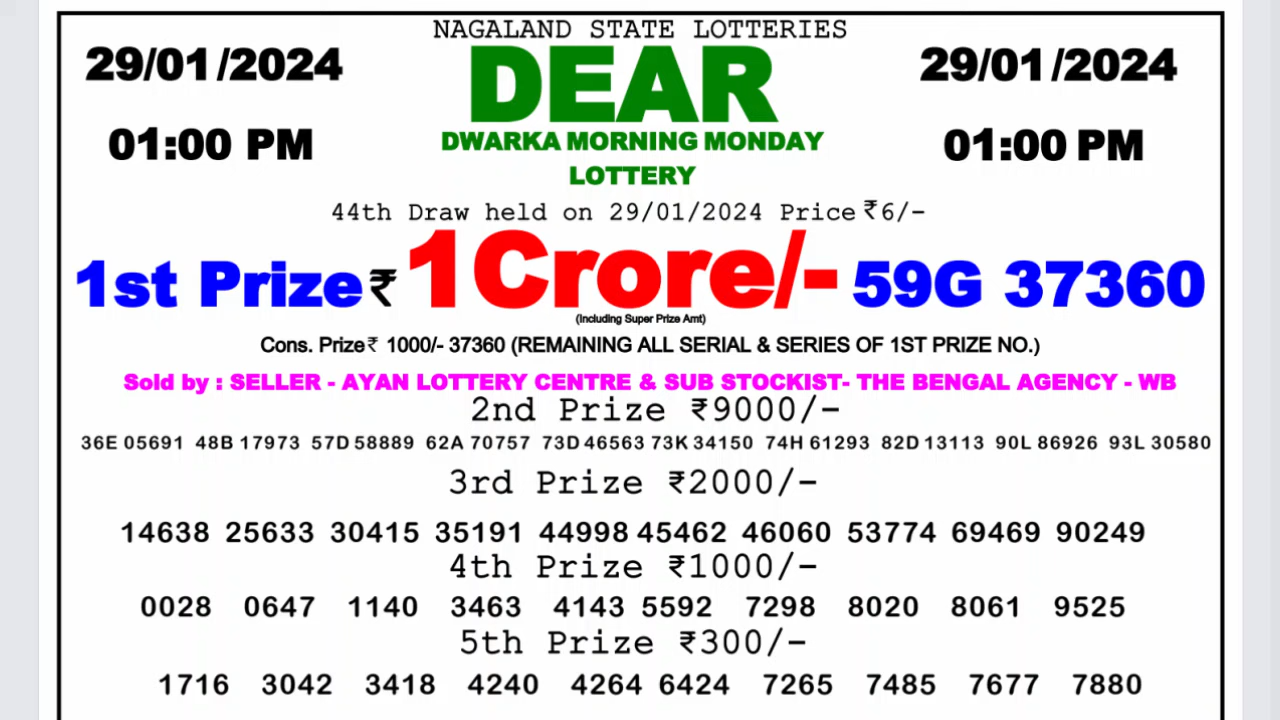 NAGALAND STATE LOTTERIES
29/01/2024 DEAR 29/01/2024
01:00 PM DWARKA MORNING MONDAY 01:00 PM
LOTTERY
44th Draw held on 29/01/2024 Price ₹6/-
1st Prize ₹ 1Crore/- 59G 37360
(Including Super Prize Amt)
Cons. Prize ₹ 1000/- 37360 (REMAINING ALL SERIAL & SERIES OF 1ST PRIZE NO.)
Sold by : SELLER - AYAN LOTTERY CENTRE & SUB STOCKIST- THE BENGAL AGENCY - WB
2nd Prize ₹9000/-
36E 05691 48B 17973 57D 58889 62A 70757 73D 46563 73K 34150 74H 61293 82D 13113 90L 86926 93L 30580
3rd Prize ₹2000/-
14638 25633 30415 35191 44998 45462 46060 53774 69469 90249
4th Prize ₹1000/-
0028 0647 1140 3463 4143 5592 7298 8020 8061 9525
5th Prize ₹300/-
1716 3042 3418 4240 4264 6424 7265 7485 7677 7880